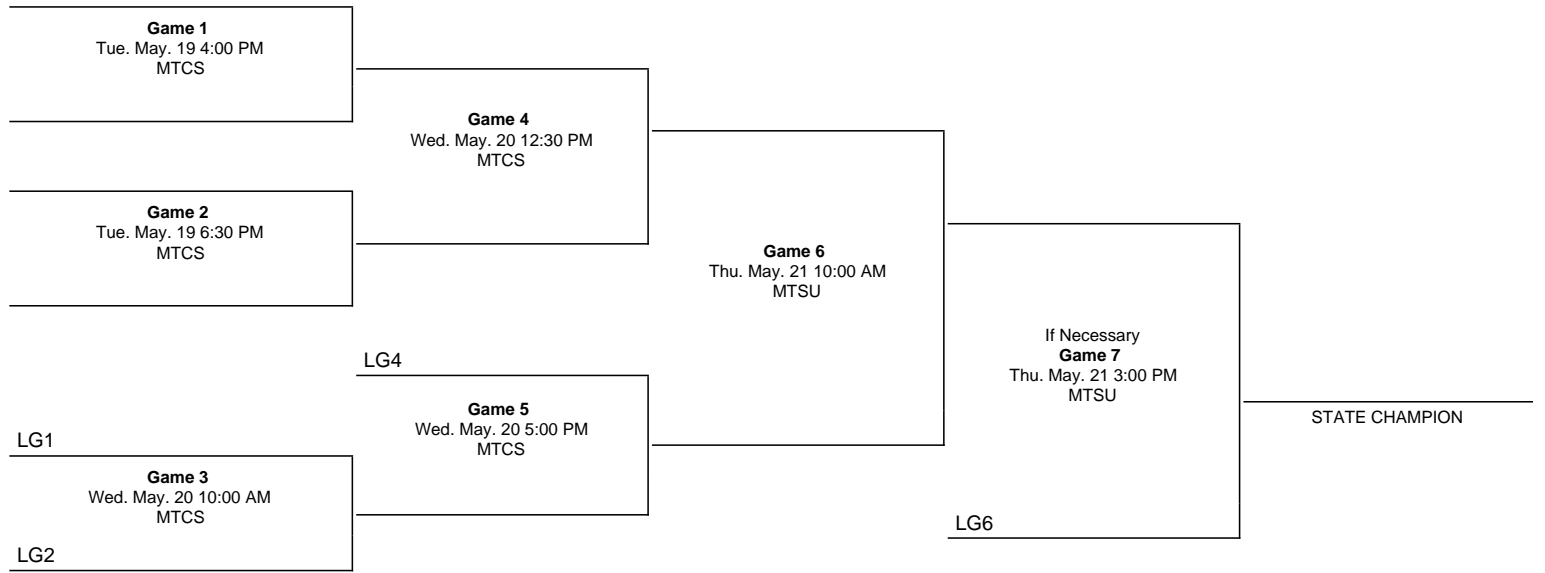 Game 1
Tue. May. 19 4:00 PM
MTCS
Game 4
Wed. May. 20 12:30 PM
MTCS
Game 2
Tue. May. 19 6:30 PM
MTCS
Game 6
Thu. May. 21 10:00 AM
MTSU
If Necessary
Game 7
Thu. May. 21 3:00 PM
MTSU
LG4
Game 5
Wed. May. 20 5:00 PM
MTCS
STATE CHAMPION
LG1
Game 3
Wed. May. 20 10:00 AM
MTCS
LG6
LG2